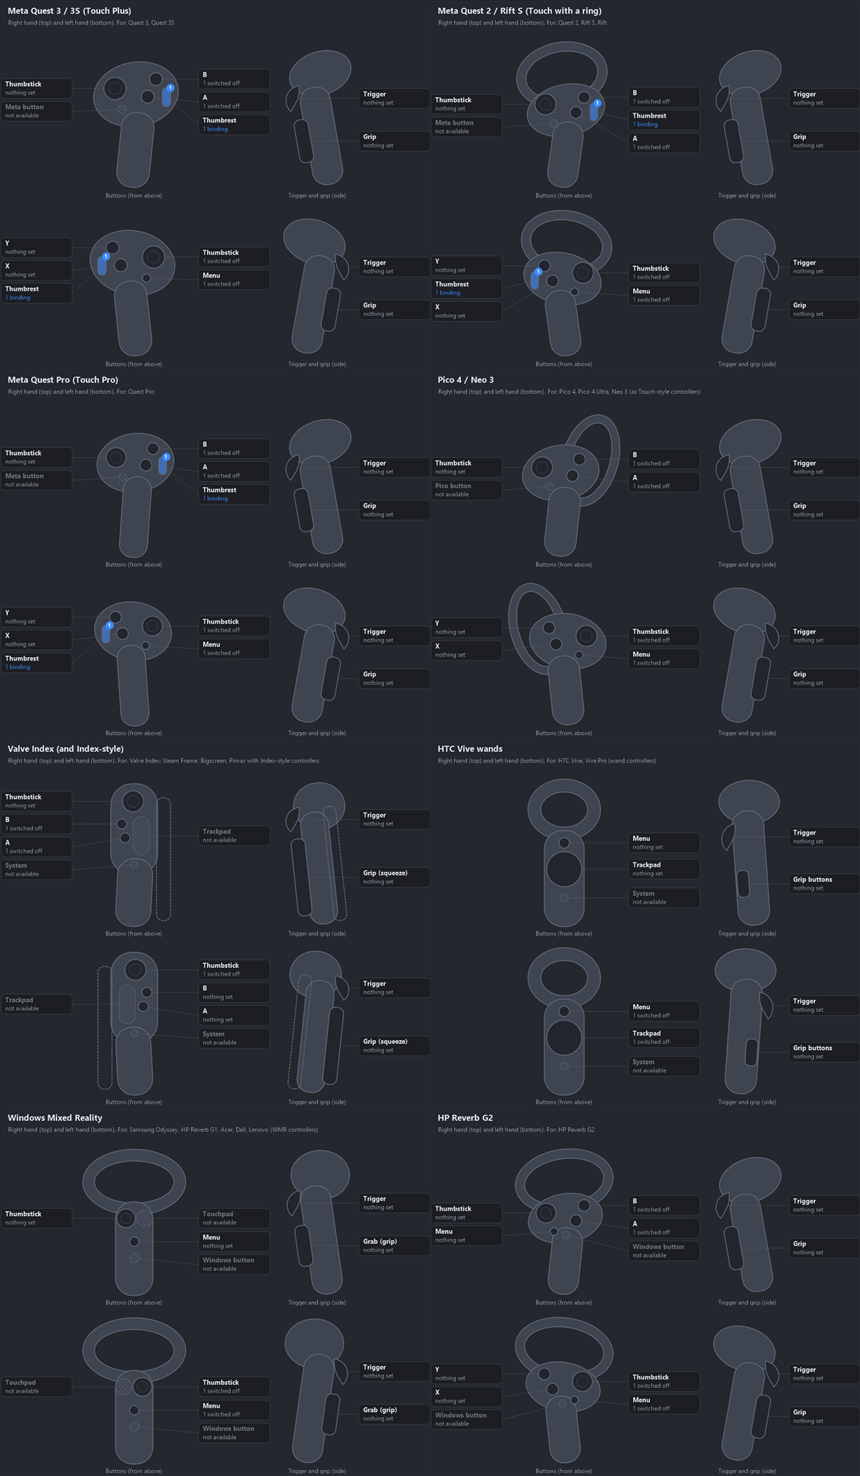 Meta Quest 3 / 3S (Touch Plus)
Right hand (top) and left hand (bottom). For: Quest 3, Quest 3S
Thumbstick
nothing set
Meta button
not available
B
1 switched off
A
1 switched off
Thumbrest
1 binding
1
Trigger
nothing set
Grip
nothing set
Buttons (from above)
Trigger and grip (side)
Y
nothing set
X
nothing set
Thumbrest
1 binding
1
Thumbstick
1 switched off
Menu
1 switched off
Trigger
nothing set
Grip
nothing set
Buttons (from above)
Trigger and grip (side)
Meta Quest 2 / Rift S (Touch with a ring)
Right hand (top) and left hand (bottom). For: Quest 2, Rift S, Rift
Thumbstick
nothing set
Meta button
not available
B
1 switched off
Thumbrest
1 binding
A
1 switched off
1
Trigger
nothing set
Grip
nothing set
Buttons (from above)
Trigger and grip (side)
Y
nothing set
Thumbrest
1 binding
X
nothing set
1
Thumbstick
1 switched off
Menu
1 switched off
Trigger
nothing set
Grip
nothing set
Buttons (from above)
Trigger and grip (side)
Meta Quest Pro (Touch Pro)
Right hand (top) and left hand (bottom). For: Quest Pro
Thumbstick
nothing set
Meta button
not available
B
1 switched off
A
1 switched off
Thumbrest
1 binding
1
Trigger
nothing set
Grip
nothing set
Buttons (from above)
Trigger and grip (side)
Y
nothing set
X
nothing set
Thumbrest
1 binding
1
Thumbstick
1 switched off
Menu
1 switched off
Trigger
nothing set
Grip
nothing set
Buttons (from above)
Trigger and grip (side)
Pico 4 / Neo 3
Right hand (top) and left hand (bottom). For: Pico 4, Pico 4 Ultra, Neo 3 (as Touch-style controllers)
Thumbstick
nothing set
Pico button
not available
B
1 switched off
A
1 switched off
Trigger
nothing set
Grip
nothing set
Buttons (from above)
Trigger and grip (side)
Y
nothing set
X
nothing set
Thumbstick
1 switched off
Menu
1 switched off
Trigger
nothing set
Grip
nothing set
Buttons (from above)
Trigger and grip (side)
Valve Index (and Index-style)
Right hand (top) and left hand (bottom). For: Valve Index; Steam Frame, Bigscreen, Pimax with Index-style controllers
Thumbstick
nothing set
B
1 switched off
A
1 switched off
System
not available
Trackpad
not available
Trigger
nothing set
Grip (squeeze)
nothing set
Buttons (from above)
Trigger and grip (side)
Trackpad
not available
Thumbstick
1 switched off
B
nothing set
A
nothing set
System
not available
Trigger
nothing set
Grip (squeeze)
nothing set
Buttons (from above)
Trigger and grip (side)
HTC Vive wands
Right hand (top) and left hand (bottom). For: HTC Vive, Vive Pro (wand controllers)
Menu
nothing set
Trackpad
nothing set
System
not available
Trigger
nothing set
Grip buttons
nothing set
Buttons (from above)
Trigger and grip (side)
Menu
1 switched off
Trackpad
1 switched off
System
not available
Trigger
nothing set
Grip buttons
nothing set
Buttons (from above)
Trigger and grip (side)
Windows Mixed Reality
Right hand (top) and left hand (bottom). For: Samsung Odyssey, HP Reverb G1, Acer, Dell, Lenovo (WMR controllers)
Thumbstick
nothing set
Touchpad
not available
Menu
nothing set
Windows button
not available
Trigger
nothing set
Grab (grip)
nothing set
Buttons (from above)
Trigger and grip (side)
Touchpad
not available
Thumbstick
1 switched off
Menu
1 switched off
Windows button
not available
Trigger
nothing set
Grab (grip)
nothing set
Buttons (from above)
Trigger and grip (side)
HP Reverb G2
Right hand (top) and left hand (bottom). For: HP Reverb G2
Thumbstick
nothing set
Menu
nothing set
B
1 switched off
A
1 switched off
Windows button
not available
Trigger
nothing set
Grip
nothing set
Buttons (from above)
Trigger and grip (side)
Y
nothing set
X
nothing set
Windows button
not available
Thumbstick
1 switched off
Menu
1 switched off
Trigger
nothing set
Grip
nothing set
Buttons (from above)
Trigger and grip (side)